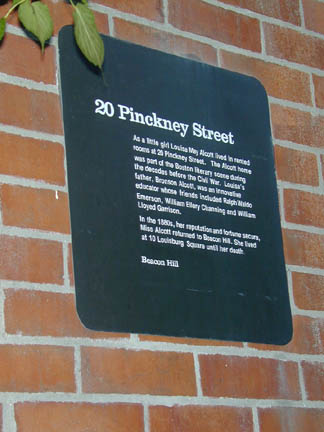 20 Pinckney Street
As a little girl Louisa May Alcott lived in rented
rooms at 20 Pinckney Street. The Alcott home
was part of the Boston literary scene during
the decades before the Civil War. Louisa's
father, Bronson Alcott, was an innovative
educator whose friends included Ralph Waldo
Emerson, William Ellery Channing and William
Lloyd Garrison.
In the 1880s, her reputation and fortune secure,
Miss Alcott returned to Beacon Hill. She lived
at 10 Louisburg Square until her death.
Beacon Hill